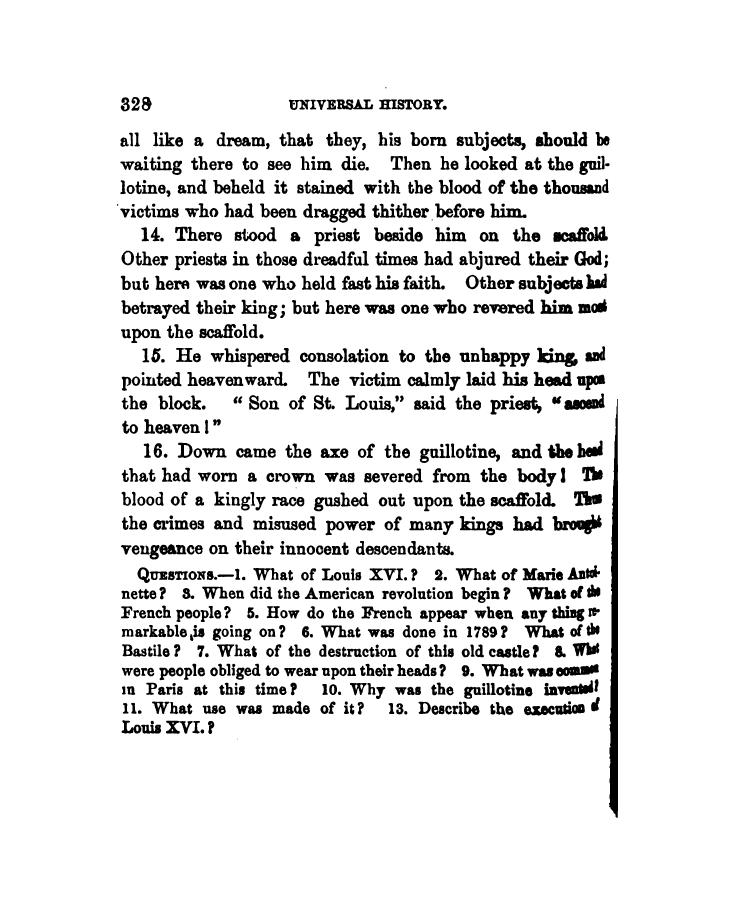 328 UNIVERSAL HISTORY.
all like a dream, that they, his born subjects, should be
waiting there to see him die. Then he looked at the guil-
lotine, and beheld it stained with the blood of the thousand
victims who had been dragged thither before him.
14. There stood a priest beside him on the scaffold.
Other priests in those dreadful times had abjured their God;
but here was one who held fast his faith. Other subjects had
betrayed their king; but here was one who revered him most
upon the scaffold.
15. He whispered consolation to the unhappy king, and
pointed heavenward. The victim calmly laid his head upon
the block. “Son of St. Louis,” said the priest, “ascend
to heaven!”
16. Down came the axe of the guillotine, and the head
that had worn a crown was severed from the body! The
blood of a kingly race gushed out upon the scaffold. Thus
the crimes and misused power of many kings had brought
vengeance on their innocent descendants.
QUESTIONS.—1. What of Louis XVI.? 2. What of Marie Antoi-
nette? 3. When did the American revolution begin? What of the
French people? 5. How do the French appear when any thing re-
markable is going on? 6. What was done in 1789? What of the
Bastile? 7. What of the destruction of this old castle? 8. What
were people obliged to wear upon their heads? 9. What was common
in Paris at this time? 10. Why was the guillotine invented?
11. What use was made of it? 13. Describe the execution of
Louis XVI.?